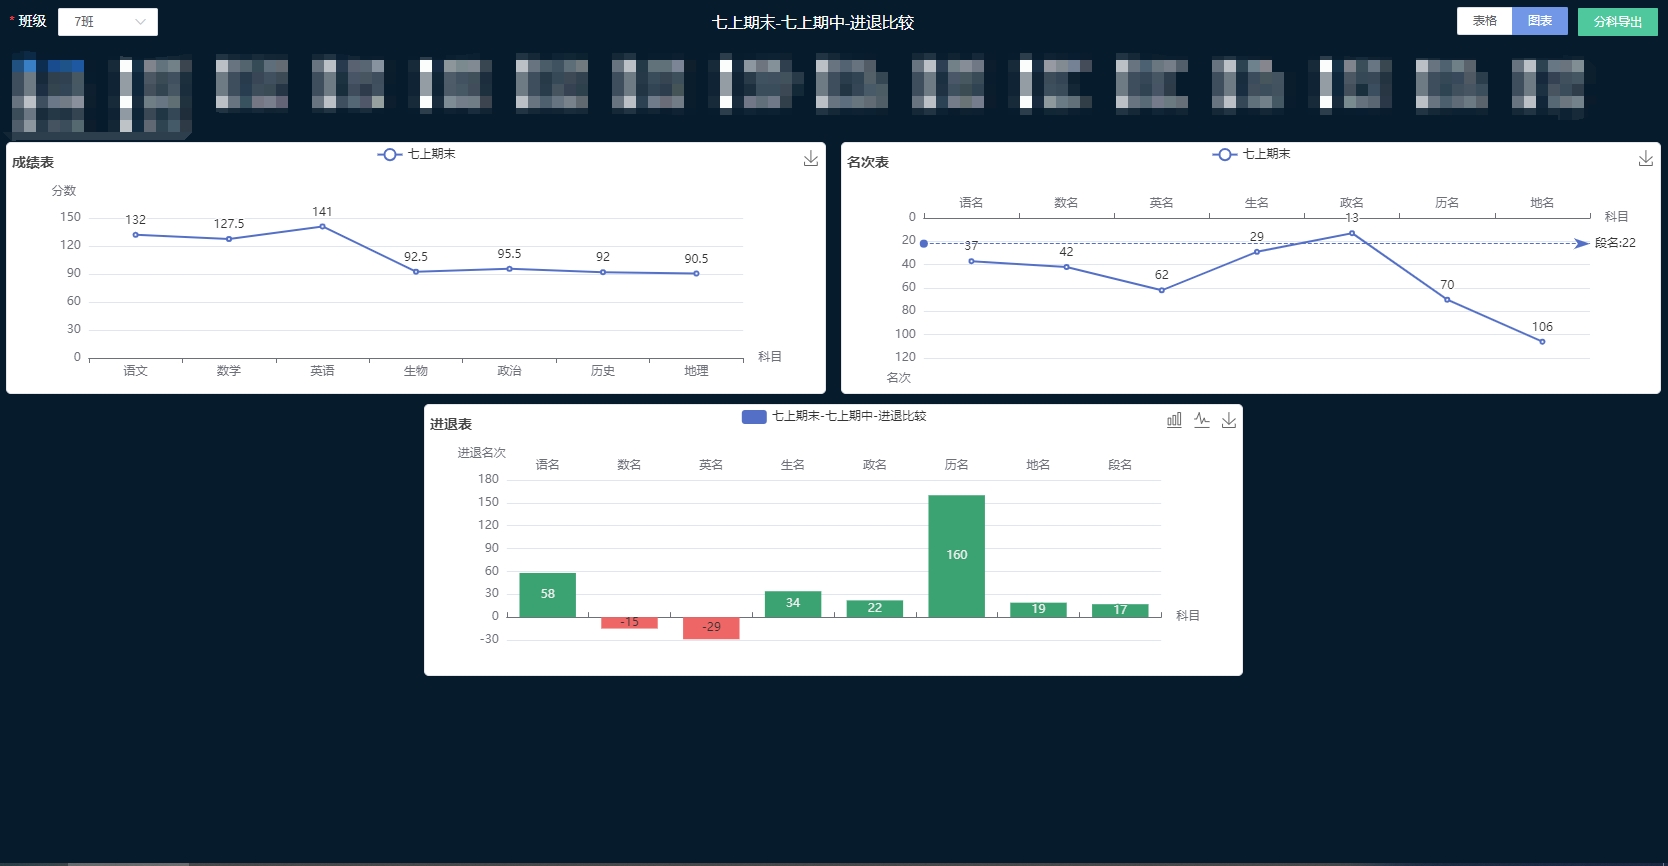 * 班级 7班 七上期末-七上期中-进退比较 表格 图表 分科导出
成绩表 七上期末
分数
150
120
90
60
30
0
132 127.5 141 92.5 95.5 92 90.5
语文 数学 英语 生物 政治 历史 地理 科目
名次表 七上期末
语名 数名 英名 生名 政名 历名 地名 科目
0
20
40
60
80
100
120
名次
37 42 62 29 13 70 106
段名:22
进退表 七上期末-七上期中-进退比较
进退名次
语名 数名 英名 生名 政名 历名 地名 段名
180
150
120
90
60
30
0
-30
58 -15 -29 34 22 160 19 17
科目